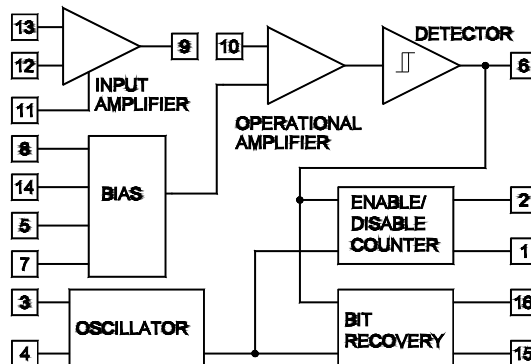 13
9
10
DETECTOR
12
6
INPUT
AMPLIFIER
11
OPERATIONAL
AMPLIFIER
8
14
BIAS
ENABLE/
DISABLE
COUNTER
2
5
1
7
3
OSCILLATOR
BIT
RECOVERY
16
4
15